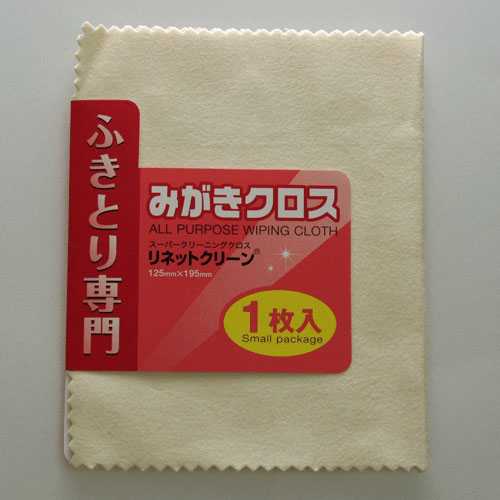 ふきとり専門
みがきクロス
ALL PURPOSE WIPING CLOTH
スーパークリーニングクロス
リネットクリーン®
125mm×195mm
1枚入
Small package